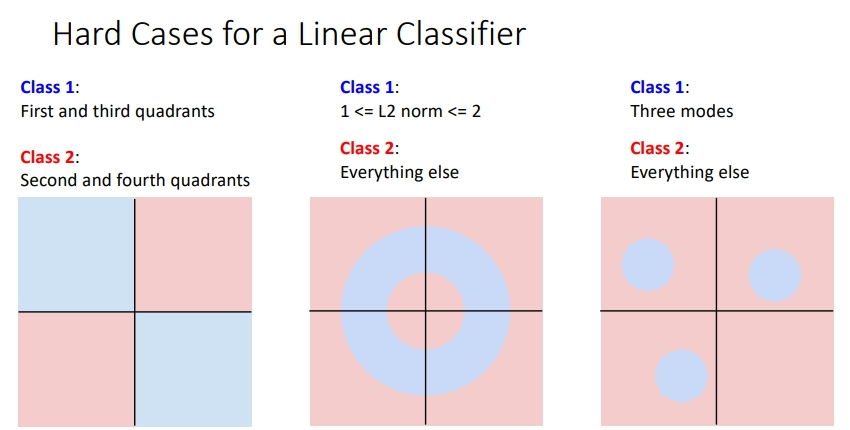 Hard Cases for a Linear Classifier
Class 1:
First and third quadrants
Class 2:
Second and fourth quadrants
Class 1:
1 <= L2 norm <= 2
Class 2:
Everything else
Class 1:
Three modes
Class 2:
Everything else